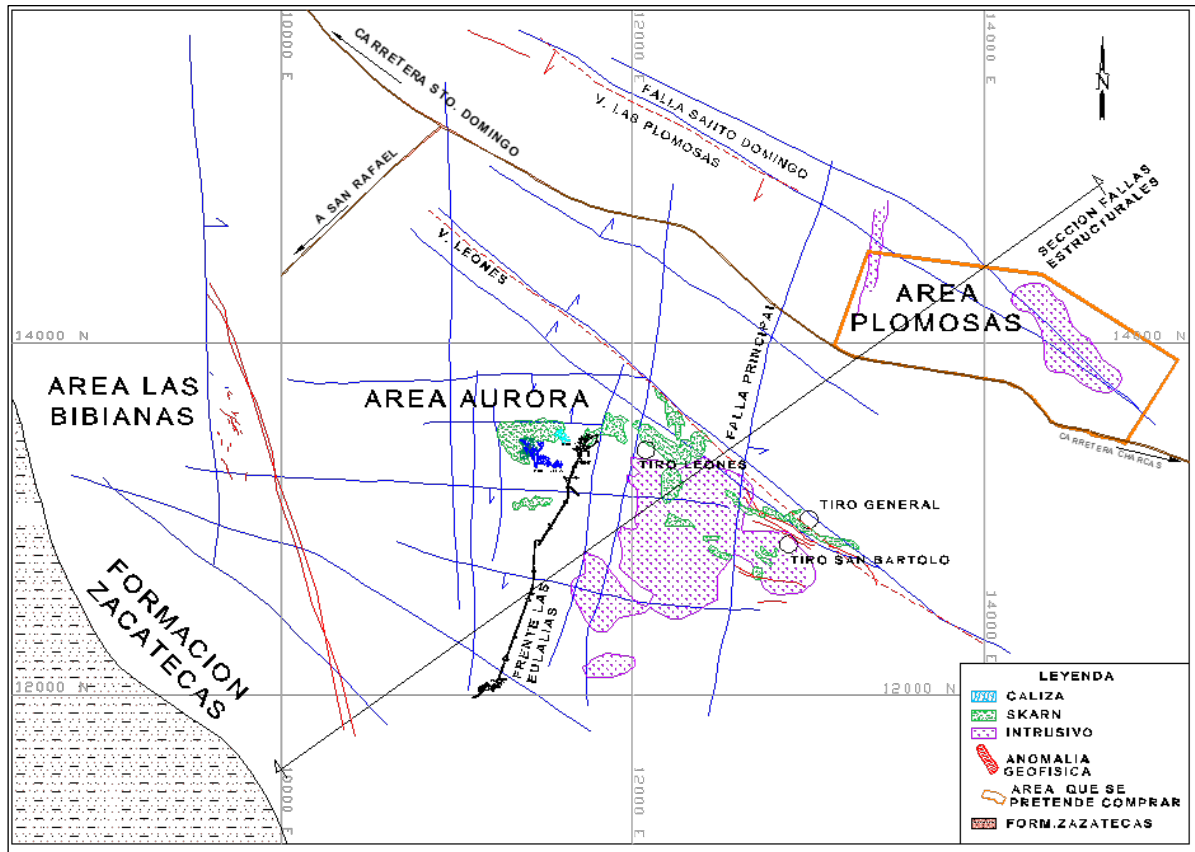 10000 E
12000 E
14000 E
N
CARRETERA STO. DOMINGO
A SAN RAFAEL
FALLA SANTO DOMINGO
V. LAS PLOMOSAS
SECCION FALLAS
ESTRUCTURALES
V. LEONES
AREA
PLOMOSAS
14000 N
14000 N
FALLA PRINCIPAL
AREA LAS
BIBIANAS
AREA AURORA
CARRETERA CHARCAS
TIRO LEONES
TIRO GENERAL
TIRO SAN BARTOLO
FORMACION
ZACATECAS
FRENTE LAS
EULALIAS
14000 E
12000 N
12000 N
10000 E
12000 E
LEYENDA
CALIZA
SKARN
INTRUSIVO
ANOMALIA
GEOFISICA
AREA QUE SE
PRETENDE COMPRAR
FORM.ZAZATECAS